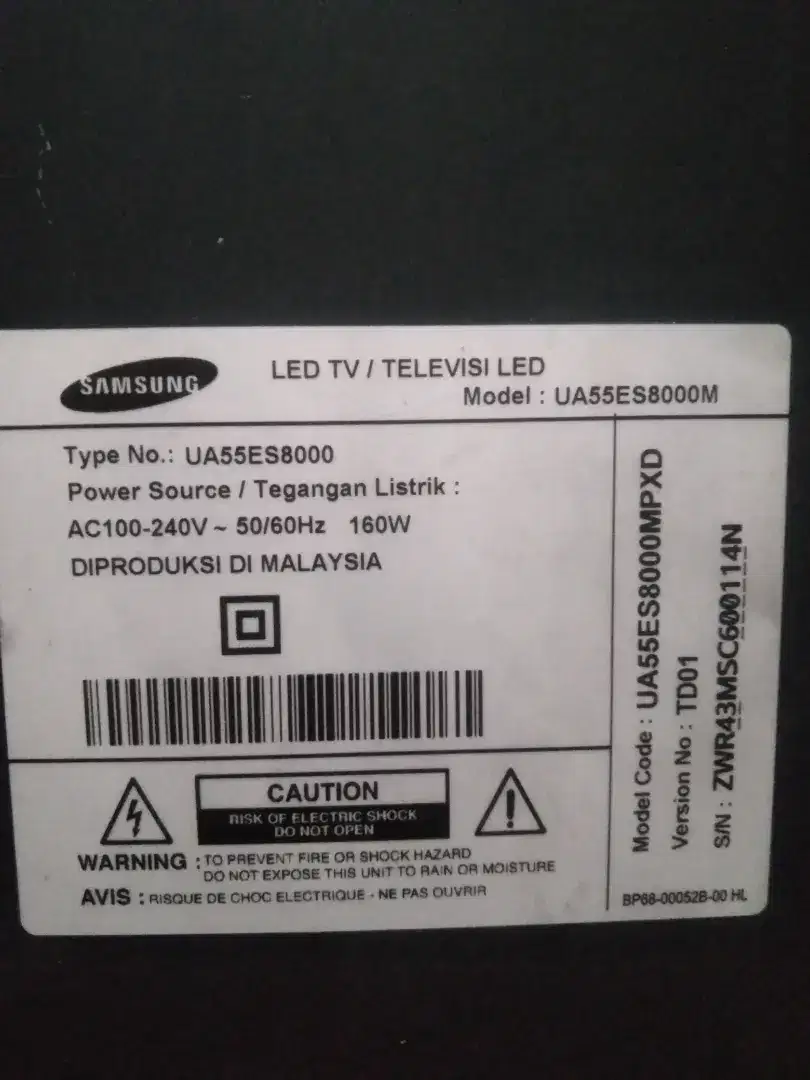 SAMSUNG
LED TV / TELEVISI LED
Model : UA55ES8000M
Type No.: UA55ES8000
Power Source / Tegangan Listrik :
AC100-240V ~ 50/60Hz 160W
DIPRODUKSI DI MALAYSIA
CAUTION
RISK OF ELECTRIC SHOCK
DO NOT OPEN
WARNING : TO PREVENT FIRE OR SHOCK HAZARD
DO NOT EXPOSE THIS UNIT TO RAIN OR MOISTURE
AVIS : RISQUE DE CHOC ELECTRIQUE - NE PAS OUVRIR
Model Code : UA55ES8000MPXD
Version No : TD01
S/N : ZWR43MSC600114N
BP68-00052B-00 HL